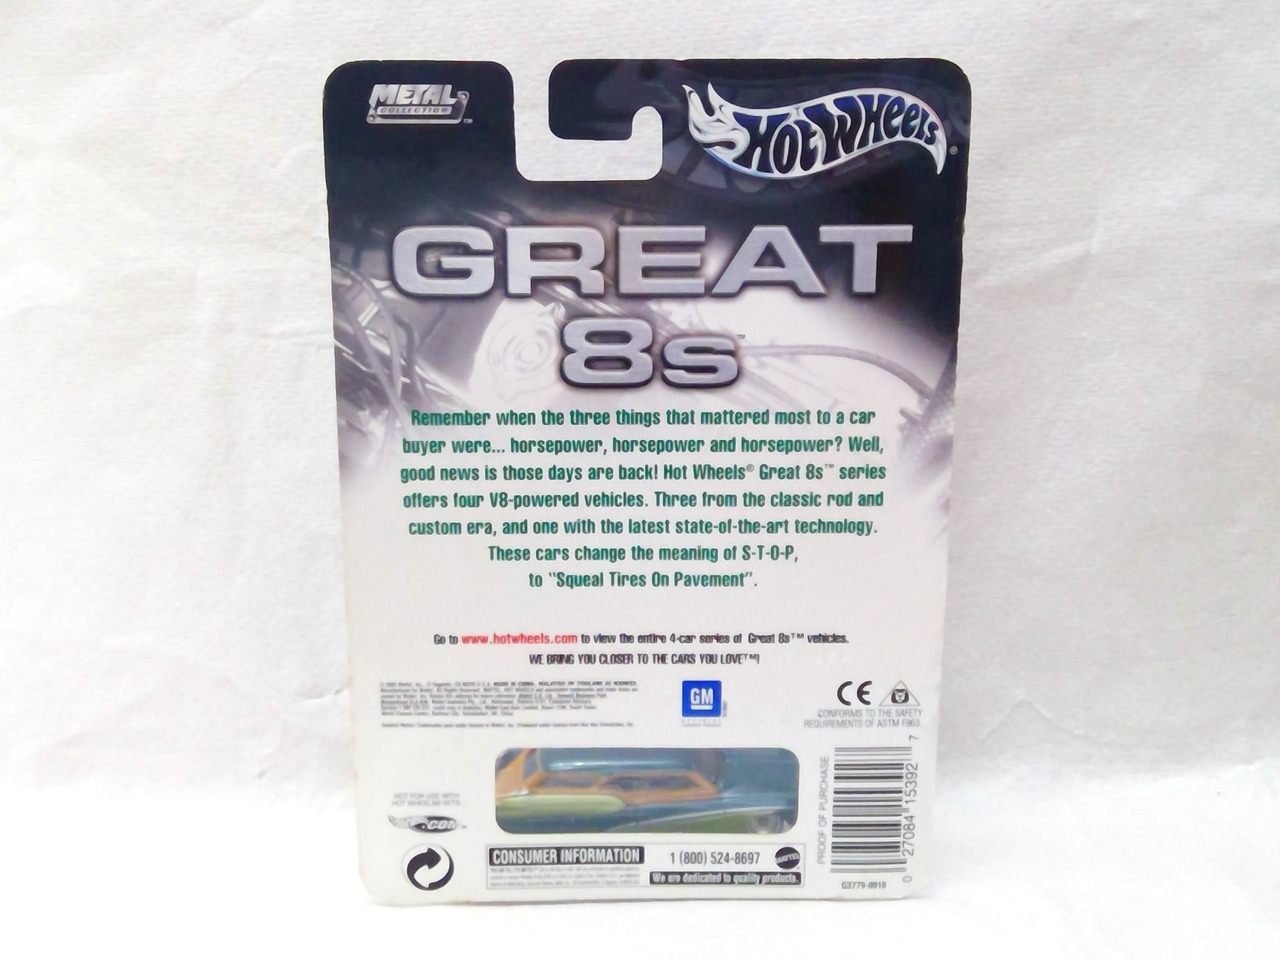 METAL
COLLECTION™
Hot Wheels®
GREAT
8s™
Remember when the three things that mattered most to a car
buyer were... horsepower, horsepower and horsepower? Well,
good news is those days are back! Hot Wheels® Great 8s™ series
offers four V8-powered vehicles. Three from the classic rod and
custom era, and one with the latest state-of-the-art technology.
These cars change the meaning of S-T-O-P,
to "Squeal Tires On Pavement".
Go to www.hotwheels.com to view the entire 4-car series of Great 8s™ vehicles.
WE BRING YOU CLOSER TO THE CARS YOU LOVE™!
GM
CE
CONFORMS TO THE SAFETY
REQUIREMENTS OF ASTM F963.
NOT FOR USE WITH
HOT WHEELS® SETS.
.COM™
PROOF OF PURCHASE
0 27084 15392 7
G3779-0910
CONSUMER INFORMATION
1 (800) 524-8697
MATTEL
We are dedicated to quality products.